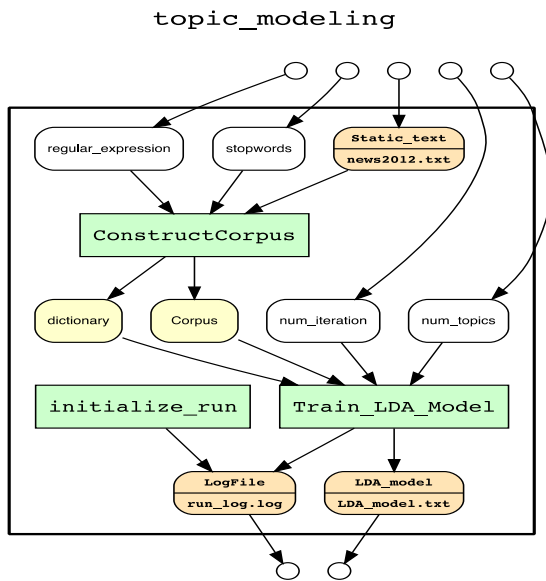 topic_modeling
regular_expression
stopwords
Static_text
news2012.txt
ConstructCorpus
dictionary
Corpus
num_iteration
num_topics
initialize_run
Train_LDA_Model
LogFile
run_log.log
LDA_model
LDA_model.txt